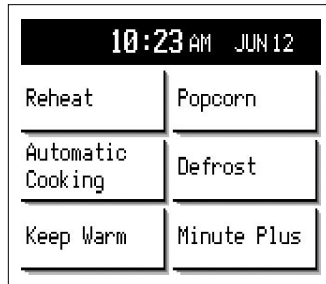 10:23 AM JUN 12
Reheat
Popcorn
Automatic
Cooking
Defrost
Keep Warm
Minute Plus